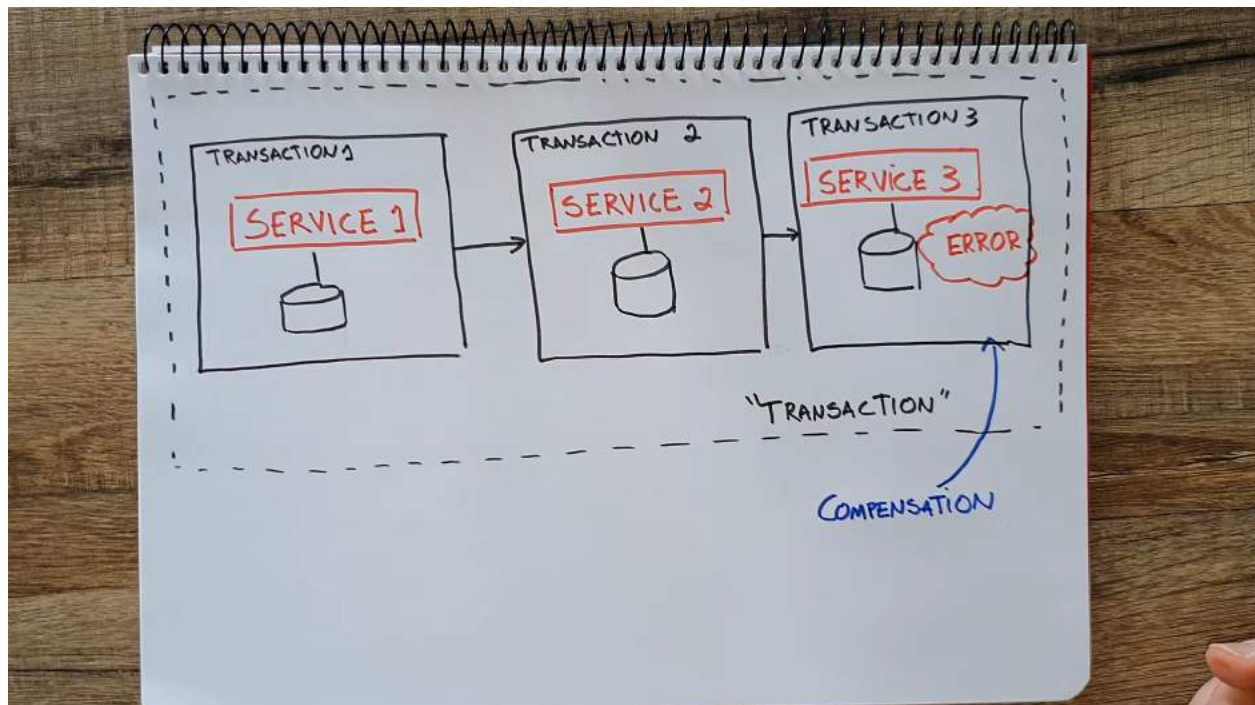 TRANSACTION 1
SERVICE 1
TRANSACTION 2
SERVICE 2
TRANSACTION 3
SERVICE 3
ERROR
"TRANSACTION"
COMPENSATION